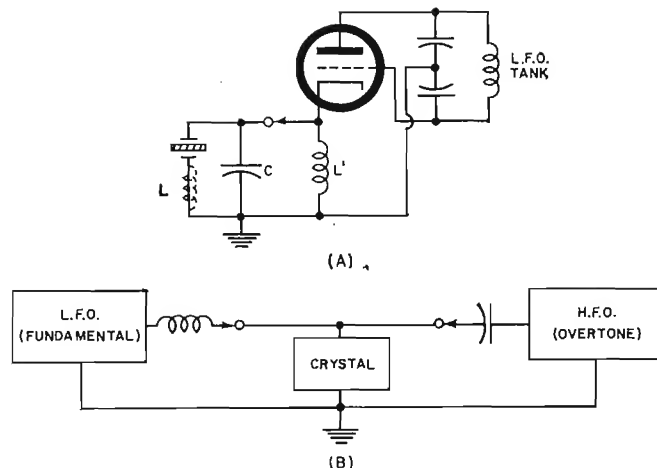 L.F.O.
TANK
L
C
L'
(A)
L.F.O.
(FUNDAMENTAL)
CRYSTAL
H.F.O.
(OVERTONE)
(B)